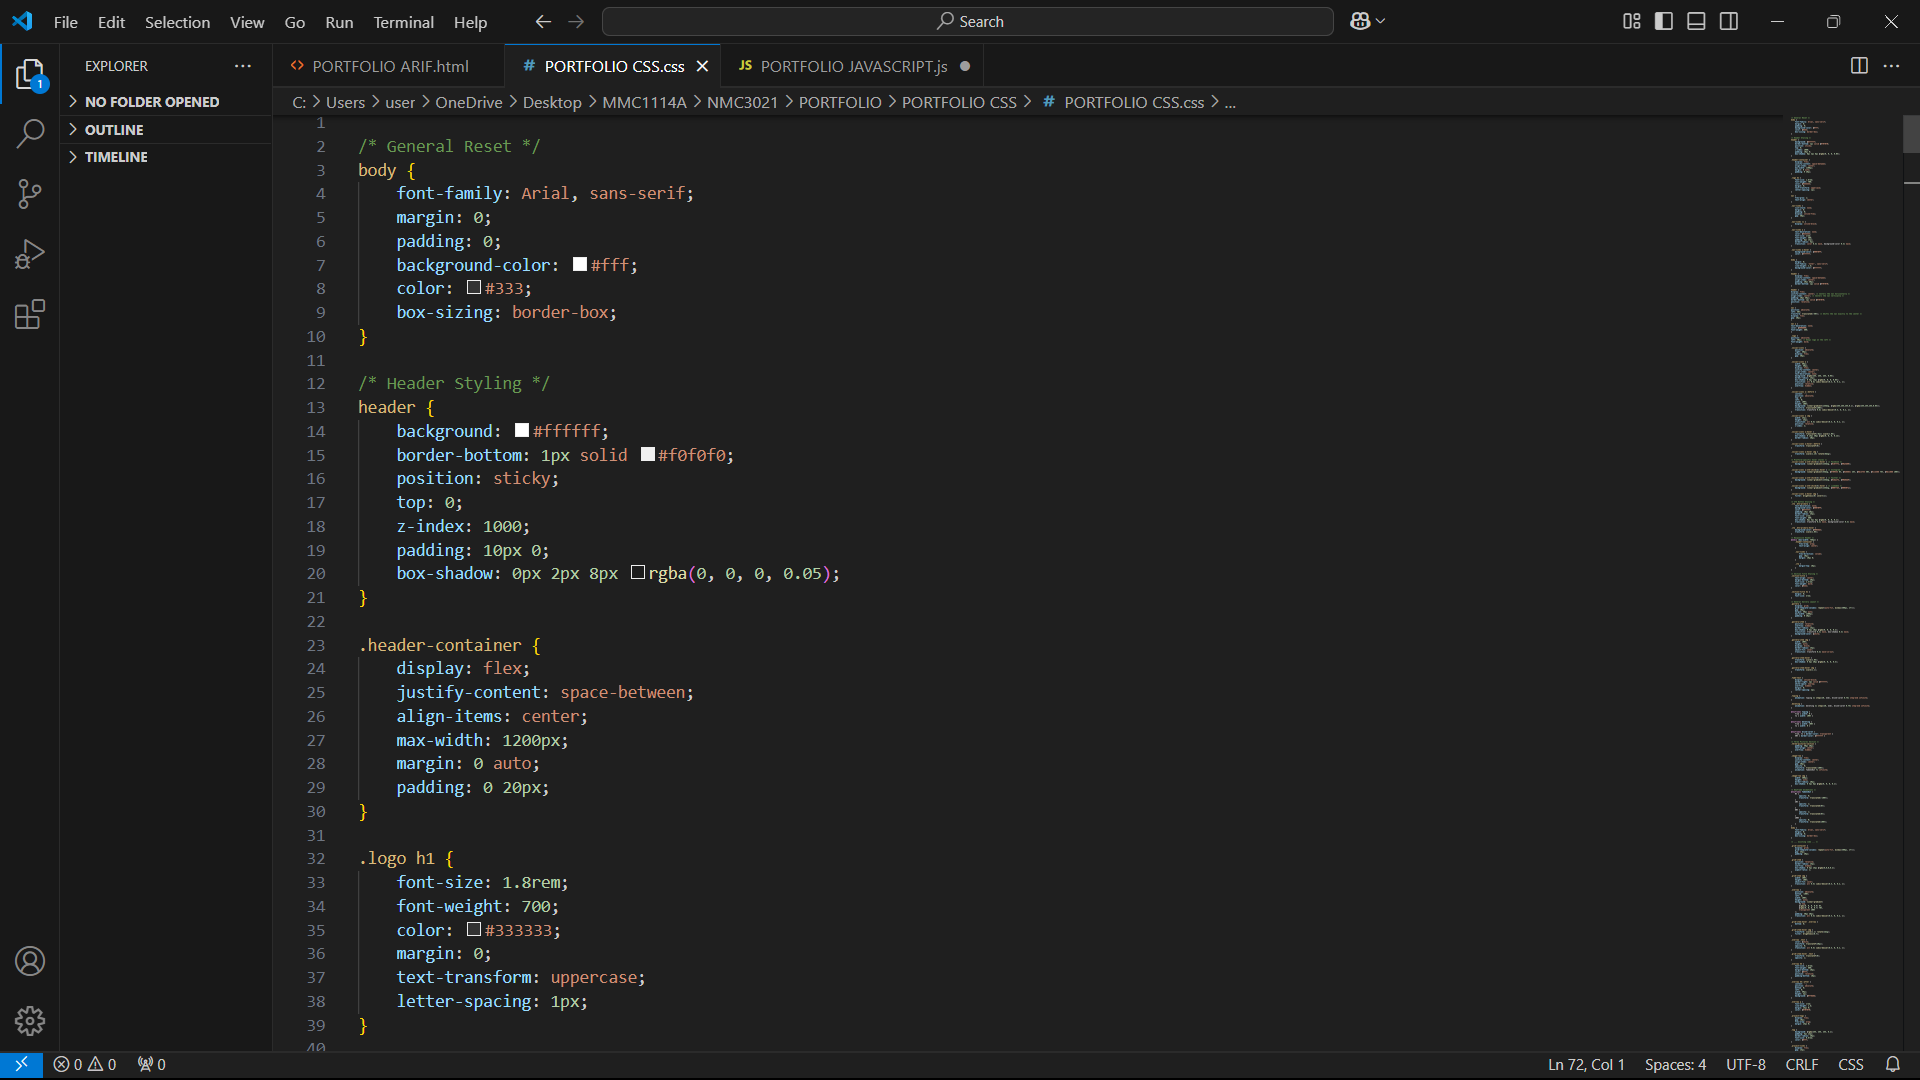 File Edit Selection View Go Run Terminal Help
Search
EXPLORER
NO FOLDER OPENED
OUTLINE
TIMELINE
1
PORTFOLIO ARIF.html
# PORTFOLIO CSS.css
JS PORTFOLIO JAVASCRIPT.js
C: > Users > user > OneDrive > Desktop > MMC1114A > NMC3021 > PORTFOLIO > PORTFOLIO CSS > # PORTFOLIO CSS.css > ...
1
2 /* General Reset */
3 body {
4 font-family: Arial, sans-serif;
5 margin: 0;
6 padding: 0;
7 background-color: #fff;
8 color: #333;
9 box-sizing: border-box;
10 }
11
12 /* Header Styling */
13 header {
14 background: #ffffff;
15 border-bottom: 1px solid #f0f0f0;
16 position: sticky;
17 top: 0;
18 z-index: 1000;
19 padding: 10px 0;
20 box-shadow: 0px 2px 8px rgba(0, 0, 0, 0.05);
21 }
22
23 .header-container {
24 display: flex;
25 justify-content: space-between;
26 align-items: center;
27 max-width: 1200px;
28 margin: 0 auto;
29 padding: 0 20px;
30 }
31
32 .logo h1 {
33 font-size: 1.8rem;
34 font-weight: 700;
35 color: #333333;
36 margin: 0;
37 text-transform: uppercase;
38 letter-spacing: 1px;
39 }
40
0 0 0
Ln 72, Col 1 Spaces: 4 UTF-8 CRLF CSS